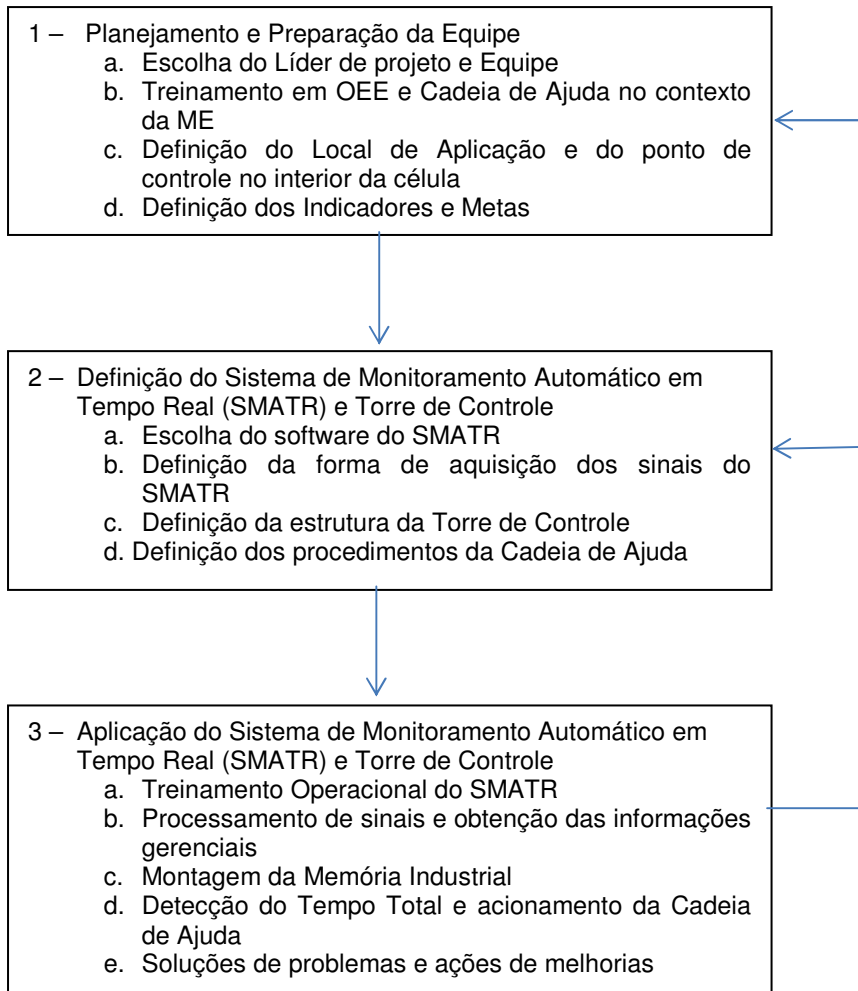 1 – Planejamento e Preparação da Equipe
a. Escolha do Líder de projeto e Equipe
b. Treinamento em OEE e Cadeia de Ajuda no contexto
da ME
c. Definição do Local de Aplicação e do ponto de
controle no interior da célula
d. Definição dos Indicadores e Metas
2 – Definição do Sistema de Monitoramento Automático em
Tempo Real (SMATR) e Torre de Controle
a. Escolha do software do SMATR
b. Definição da forma de aquisição dos sinais do
SMATR
c. Definição da estrutura da Torre de Controle
d. Definição dos procedimentos da Cadeia de Ajuda
3 – Aplicação do Sistema de Monitoramento Automático em
Tempo Real (SMATR) e Torre de Controle
a. Treinamento Operacional do SMATR
b. Processamento de sinais e obtenção das informações
gerenciais
c. Montagem da Memória Industrial
d. Detecção do Tempo Total e acionamento da Cadeia
de Ajuda
e. Soluções de problemas e ações de melhorias